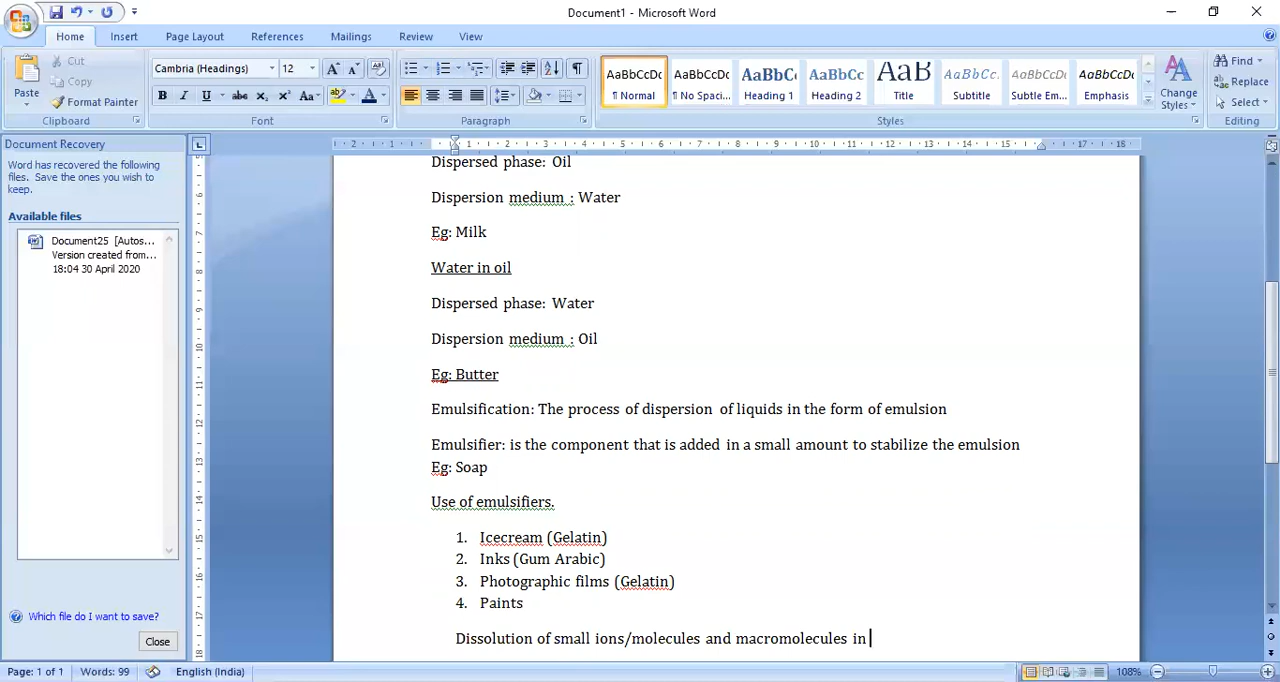 Document1 - Microsoft Word
Home Insert Page Layout References Mailings Review View
Paste
Cut
Copy
Format Painter
Clipboard
Cambria (Headings) 12
Font
Paragraph
AaBbCcDc AaBbCcDc AaBbC AaBbCc AaB AaBbCc. AaBbCcDc AaBbCcDc
¶ Normal ¶ No Spaci... Heading 1 Heading 2 Title Subtitle Subtle Em... Emphasis
Change Styles
Styles
Find
Replace
Select
Editing
Document Recovery
Word has recovered the following
files. Save the ones you wish to
keep.
Available files
Document25 [Autos...
Version created from...
18:04 30 April 2020
Which file do I want to save?
Close
Dispersed phase: Oil
Dispersion medium : Water
Eg: Milk
Water in oil
Dispersed phase: Water
Dispersion medium : Oil
Eg: Butter
Emulsification: The process of dispersion of liquids in the form of emulsion
Emulsifier: is the component that is added in a small amount to stabilize the emulsion
Eg: Soap
Use of emulsifiers.
1. Icecream (Gelatin)
2. Inks (Gum Arabic)
3. Photographic films (Gelatin)
4. Paints
Dissolution of small ions/molecules and macromolecules in
Page: 1 of 1 Words: 99 English (India) 108%